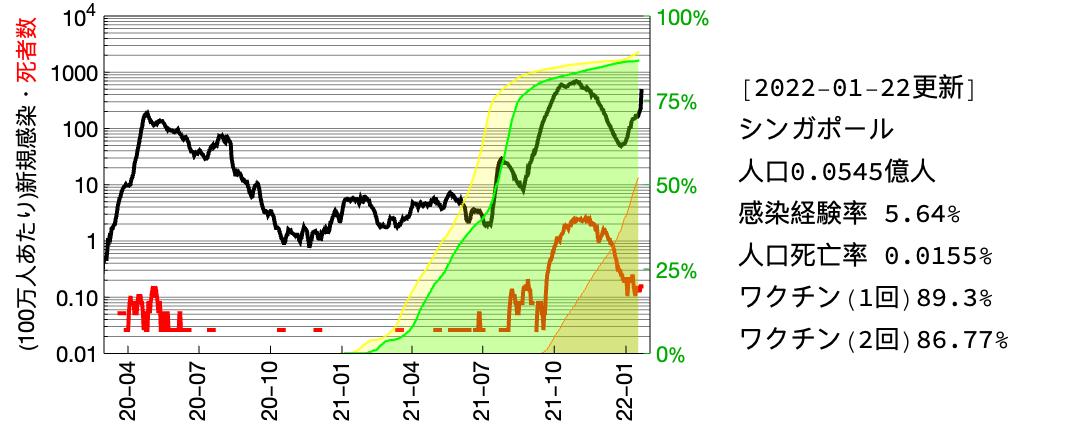 (100万人あたり)新規感染・死者数
10^4
1000
100
10
1
0.10
0.01
100%
75%
50%
25%
0%
20-04
20-07
20-10
21-01
21-04
21-07
21-10
22-01
[2022-01-22更新]
シンガポール
人口0.0545億人
感染経験率 5.64%
人口死亡率 0.0155%
ワクチン(1回)89.3%
ワクチン(2回)86.77%